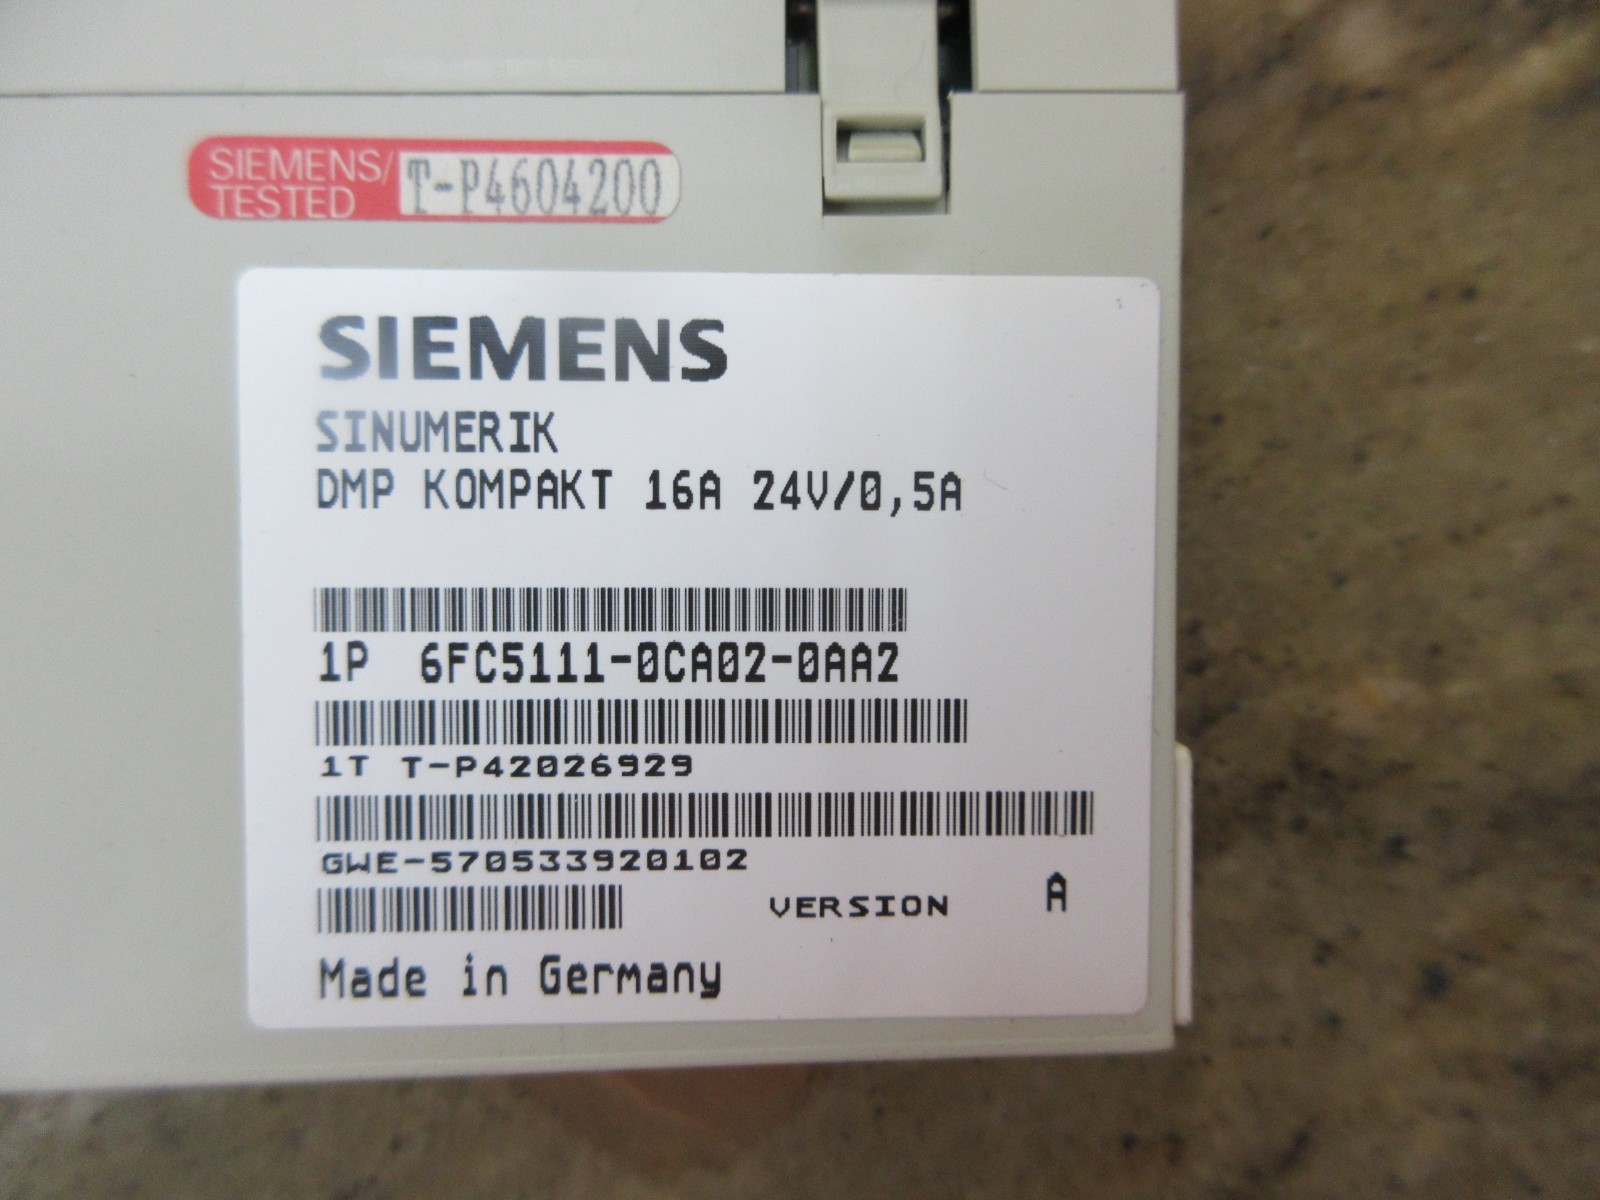 SIEMENS/
TESTED T-P4604200
SIEMENS
SINUMERIK
DMP KOMPAKT 16A 24V/0,5A
1P 6FC5111-0CA02-0AA2
1T T-P42026929
GWE-570533920102
VERSION A
Made in Germany